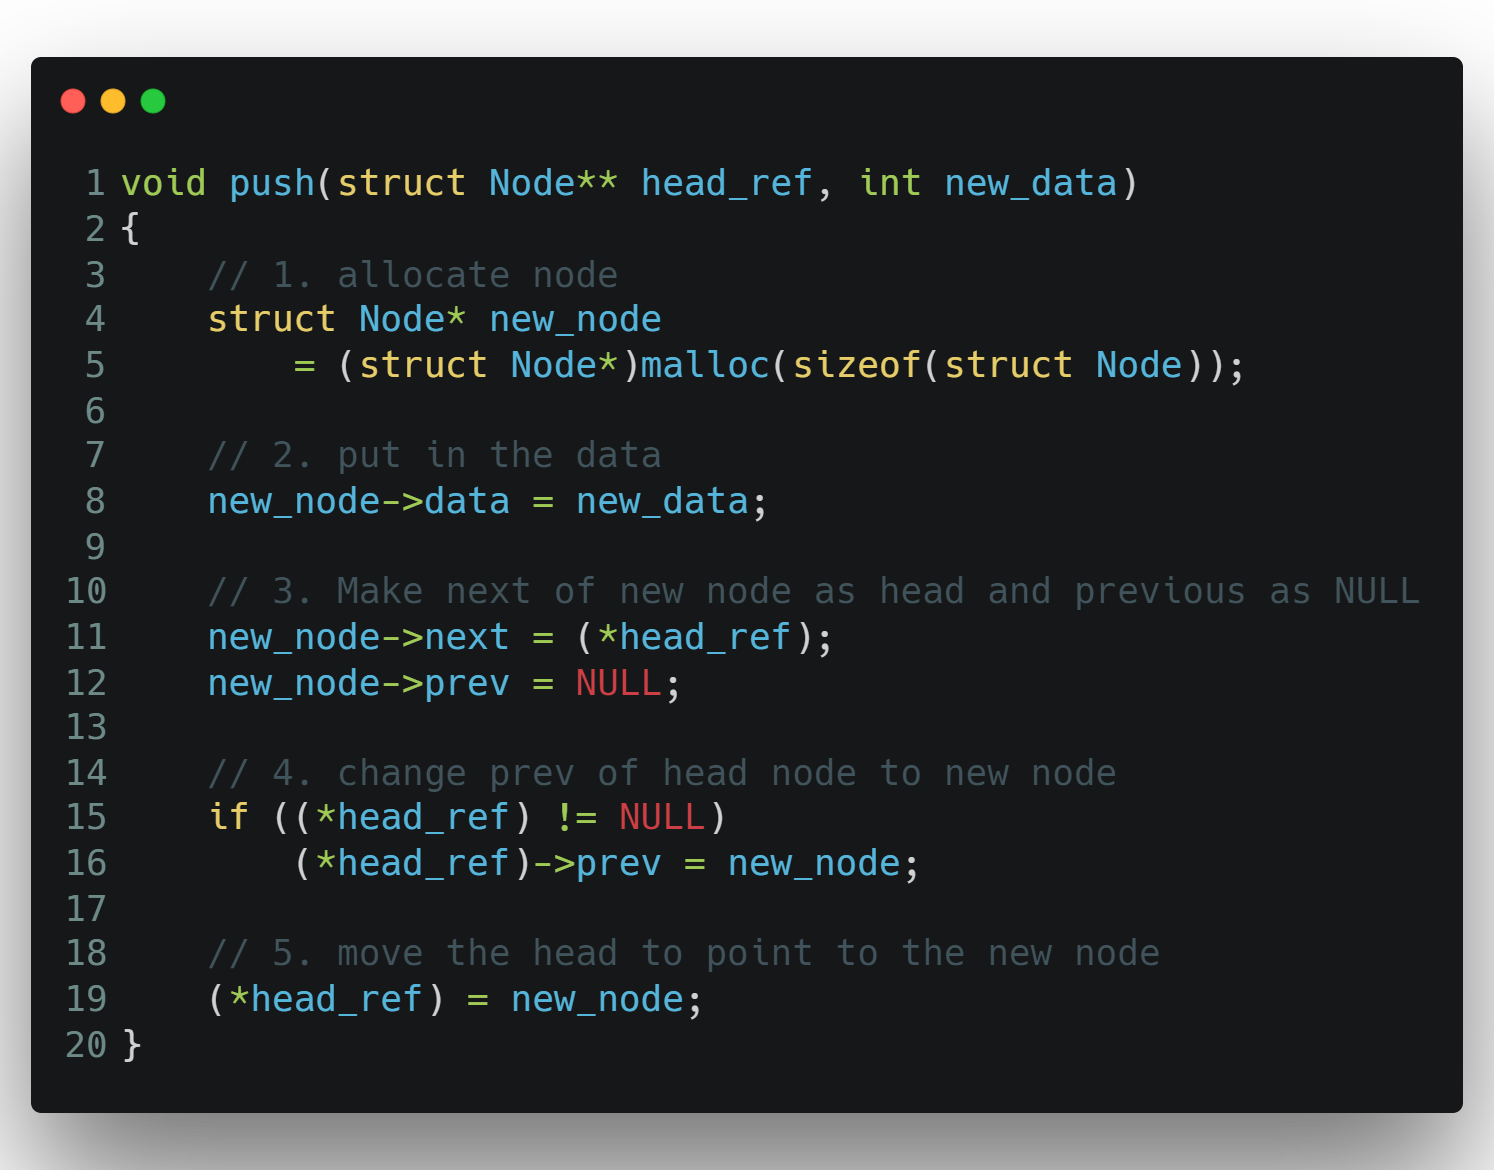 1 void push(struct Node** head_ref, int new_data)
2 {
3     // 1. allocate node
4     struct Node* new_node
5         = (struct Node*)malloc(sizeof(struct Node));
6
7     // 2. put in the data
8     new_node->data = new_data;
9
10     // 3. Make next of new node as head and previous as NULL
11     new_node->next = (*head_ref);
12     new_node->prev = NULL;
13
14     // 4. change prev of head node to new node
15     if ((*head_ref) != NULL)
16         (*head_ref)->prev = new_node;
17
18     // 5. move the head to point to the new node
19     (*head_ref) = new_node;
20 }